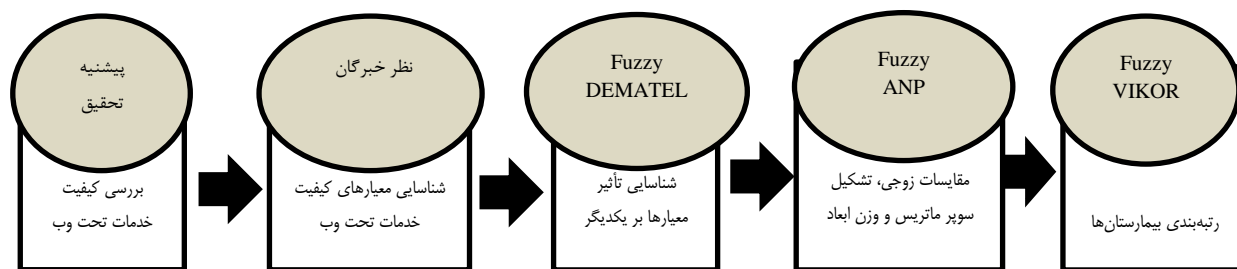 پیشنیه
تحقیق
بررسی کیفیت
خدمات تحت وب
نظر خبرگان
شناسایی معیارهای کیفیت
خدمات تحت وب
Fuzzy
DEMATEL
شناسایی تأثیر
معیارها بر یکدیگر
Fuzzy
ANP
مقایسات زوجی، تشکیل
سوپر ماتریس و وزن ابعاد
Fuzzy
VIKOR
رتبه‌بندی بیمارستان‌ها